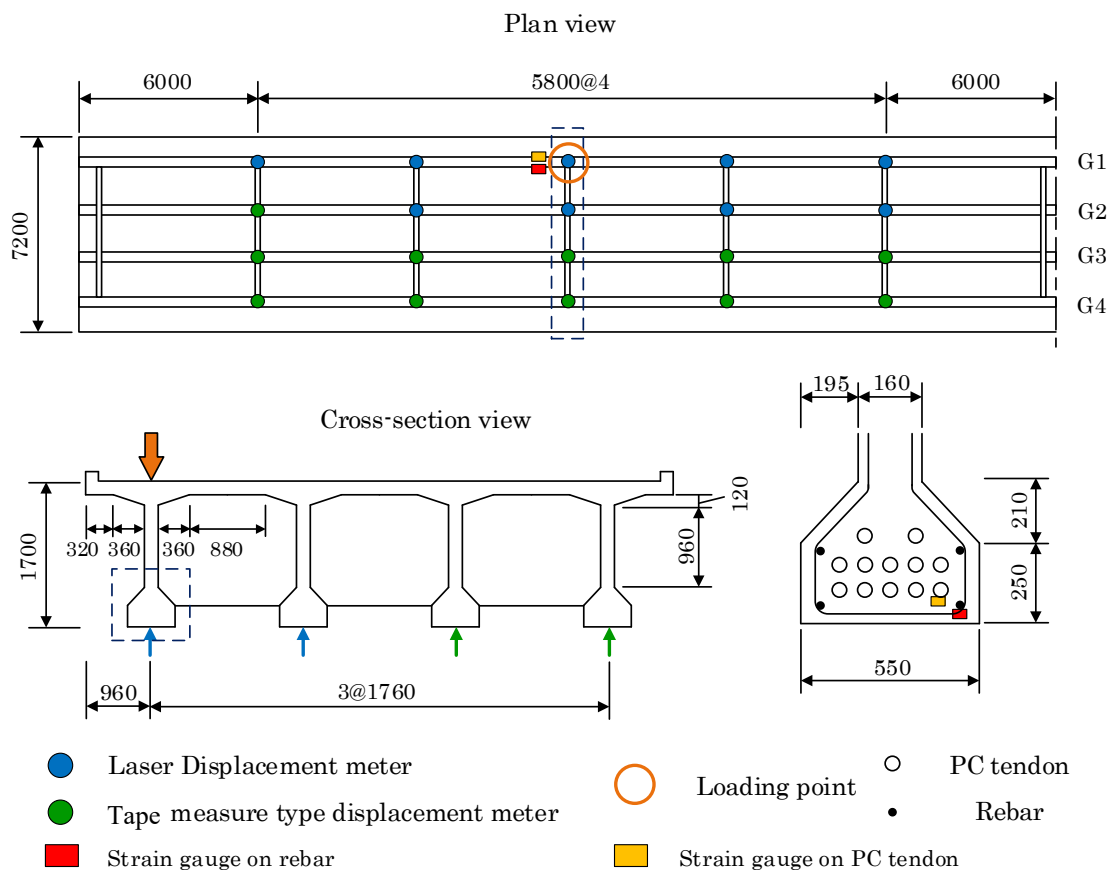 Plan view
6000
5800@4
6000
7200
G1
G2
G3
G4
Cross-section view
1700
320
360
360
880
120
960
960
3@1760
195
160
210
250
550
Laser Displacement meter
Tape measure type displacement meter
Strain gauge on rebar
Loading point
Strain gauge on PC tendon
PC tendon
Rebar